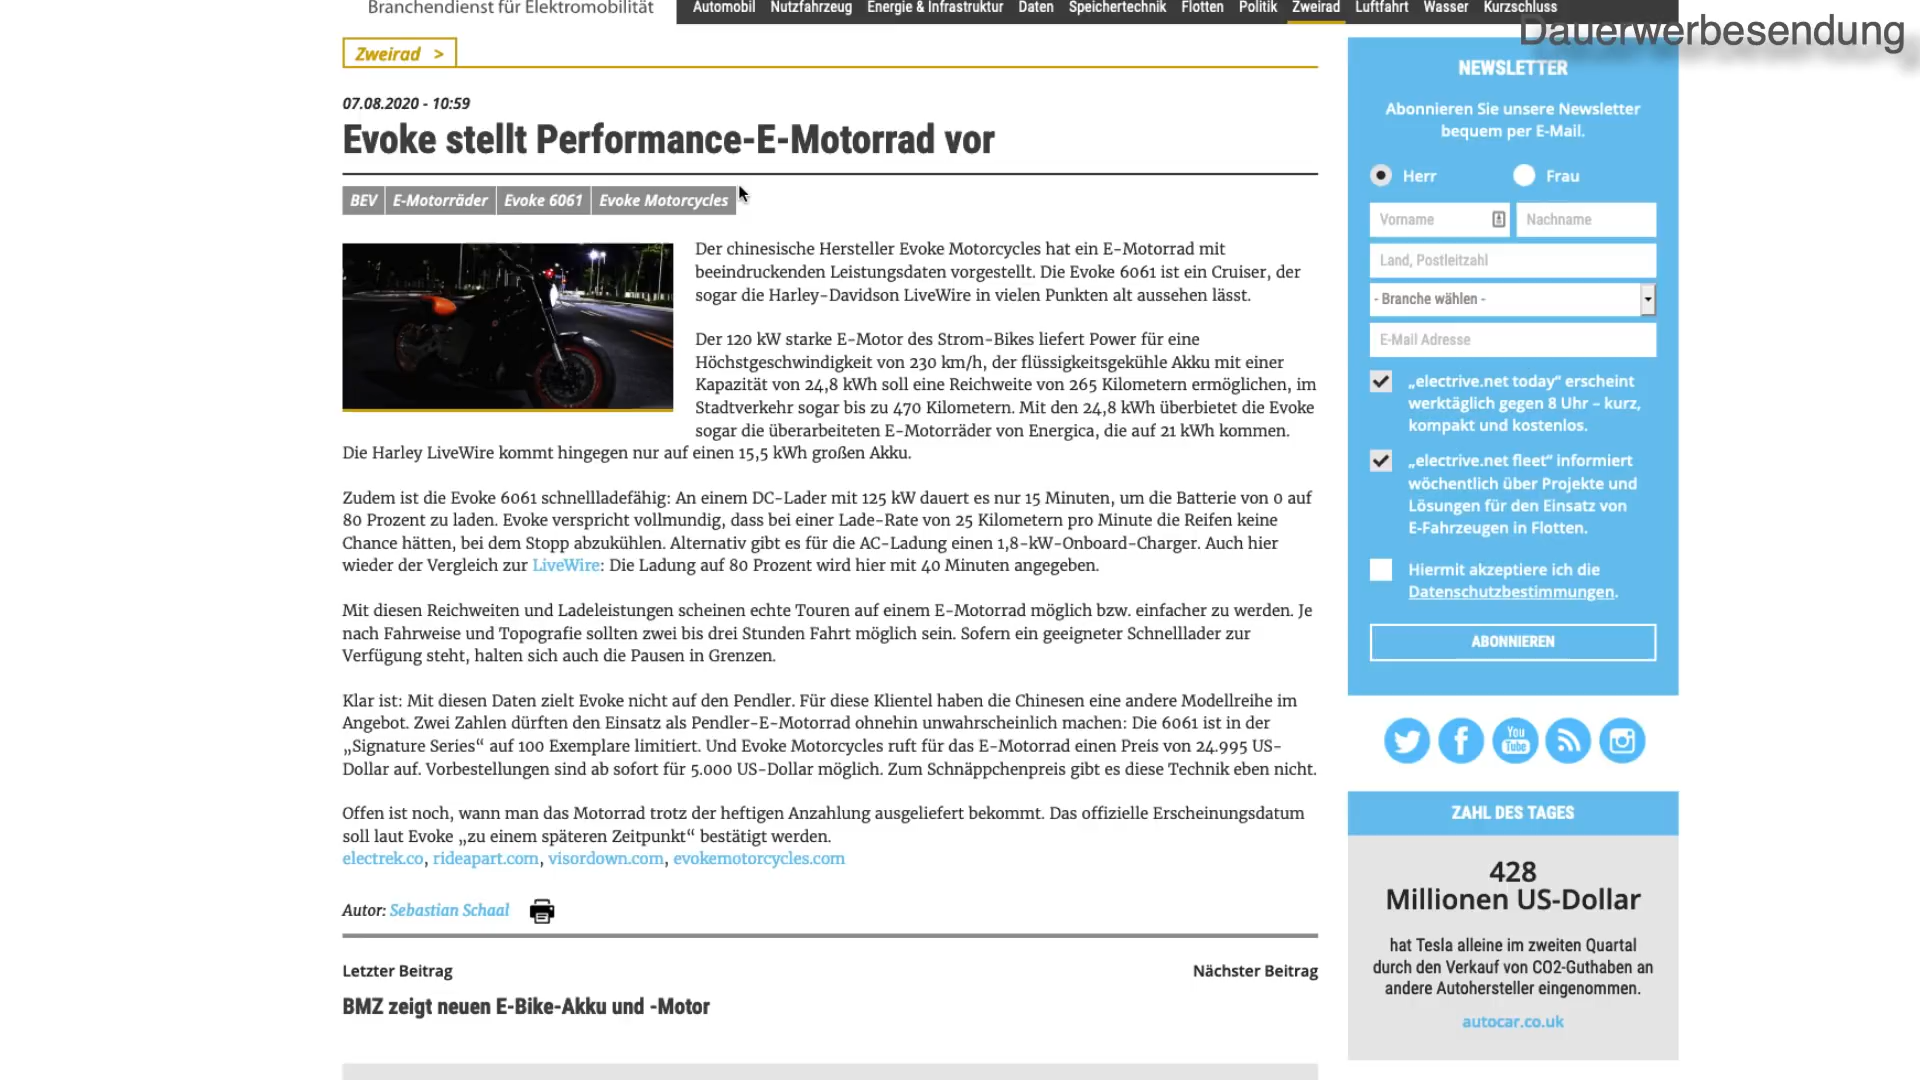 Branchendienst für Elektromobilität
Automobil Nutzfahrzeug Energie & Infrastruktur Daten Speichertechnik Flotten Politik Zweirad Luftfahrt Wasser Kurzschluss
Dauerwerbesendung
Zweirad >
07.08.2020 - 10:59
Evoke stellt Performance-E-Motorrad vor
BEV E-Motorräder Evoke 6061 Evoke Motorcycles
Der chinesische Hersteller Evoke Motorcycles hat ein E-Motorrad mit
beeindruckenden Leistungsdaten vorgestellt. Die Evoke 6061 ist ein Cruiser, der
sogar die Harley-Davidson LiveWire in vielen Punkten alt aussehen lässt.
Der 120 kW starke E-Motor des Strom-Bikes liefert Power für eine
Höchstgeschwindigkeit von 230 km/h, der flüssigkeitsgekühle Akku mit einer
Kapazität von 24,8 kWh soll eine Reichweite von 265 Kilometern ermöglichen, im
Stadtverkehr sogar bis zu 470 Kilometern. Mit den 24,8 kWh überbietet die Evoke
sogar die überarbeiteten E-Motorräder von Energica, die auf 21 kWh kommen.
Die Harley LiveWire kommt hingegen nur auf einen 15,5 kWh großen Akku.
Zudem ist die Evoke 6061 schnellladefähig: An einem DC-Lader mit 125 kW dauert es nur 15 Minuten, um die Batterie von 0 auf
80 Prozent zu laden. Evoke verspricht vollmundig, dass bei einer Lade-Rate von 25 Kilometern pro Minute die Reifen keine
Chance hätten, bei dem Stopp abzukühlen. Alternativ gibt es für die AC-Ladung einen 1,8-kW-Onboard-Charger. Auch hier
wieder der Vergleich zur LiveWire: Die Ladung auf 80 Prozent wird hier mit 40 Minuten angegeben.
Mit diesen Reichweiten und Ladeleistungen scheinen echte Touren auf einem E-Motorrad möglich bzw. einfacher zu werden. Je
nach Fahrweise und Topografie sollten zwei bis drei Stunden Fahrt möglich sein. Sofern ein geeigneter Schnelllader zur
Verfügung steht, halten sich auch die Pausen in Grenzen.
Klar ist: Mit diesen Daten zielt Evoke nicht auf den Pendler. Für diese Klientel haben die Chinesen eine andere Modellreihe im
Angebot. Zwei Zahlen dürften den Einsatz als Pendler-E-Motorrad ohnehin unwahrscheinlich machen: Die 6061 ist in der
„Signature Series“ auf 100 Exemplare limitiert. Und Evoke Motorcycles ruft für das E-Motorrad einen Preis von 24.995 US-
Dollar auf. Vorbestellungen sind ab sofort für 5.000 US-Dollar möglich. Zum Schnäppchenpreis gibt es diese Technik eben nicht.
Offen ist noch, wann man das Motorrad trotz der heftigen Anzahlung ausgeliefert bekommt. Das offizielle Erscheinungsdatum
soll laut Evoke „zu einem späteren Zeitpunkt“ bestätigt werden.
electrek.co, rideapart.com, visordown.com, evokemotorcycles.com
Autor: Sebastian Schaal
Letzter Beitrag
Nächster Beitrag
BMZ zeigt neuen E-Bike-Akku und -Motor
NEWSLETTER
Abonnieren Sie unsere Newsletter
bequem per E-Mail.
Herr Frau
Vorname Nachname
Land, Postleitzahl
- Branche wählen -
E-Mail Adresse
„electrive.net today“ erscheint
werktäglich gegen 8 Uhr – kurz,
kompakt und kostenlos.
„electrive.net fleet“ informiert
wöchentlich über Projekte und
Lösungen für den Einsatz von
E-Fahrzeugen in Flotten.
Hiermit akzeptiere ich die
Datenschutzbestimmungen.
ABONNIEREN
You
Tube
ZAHL DES TAGES
428
Millionen US-Dollar
hat Tesla alleine im zweiten Quartal
durch den Verkauf von CO2-Guthaben an
andere Autohersteller eingenommen.
autocar.co.uk